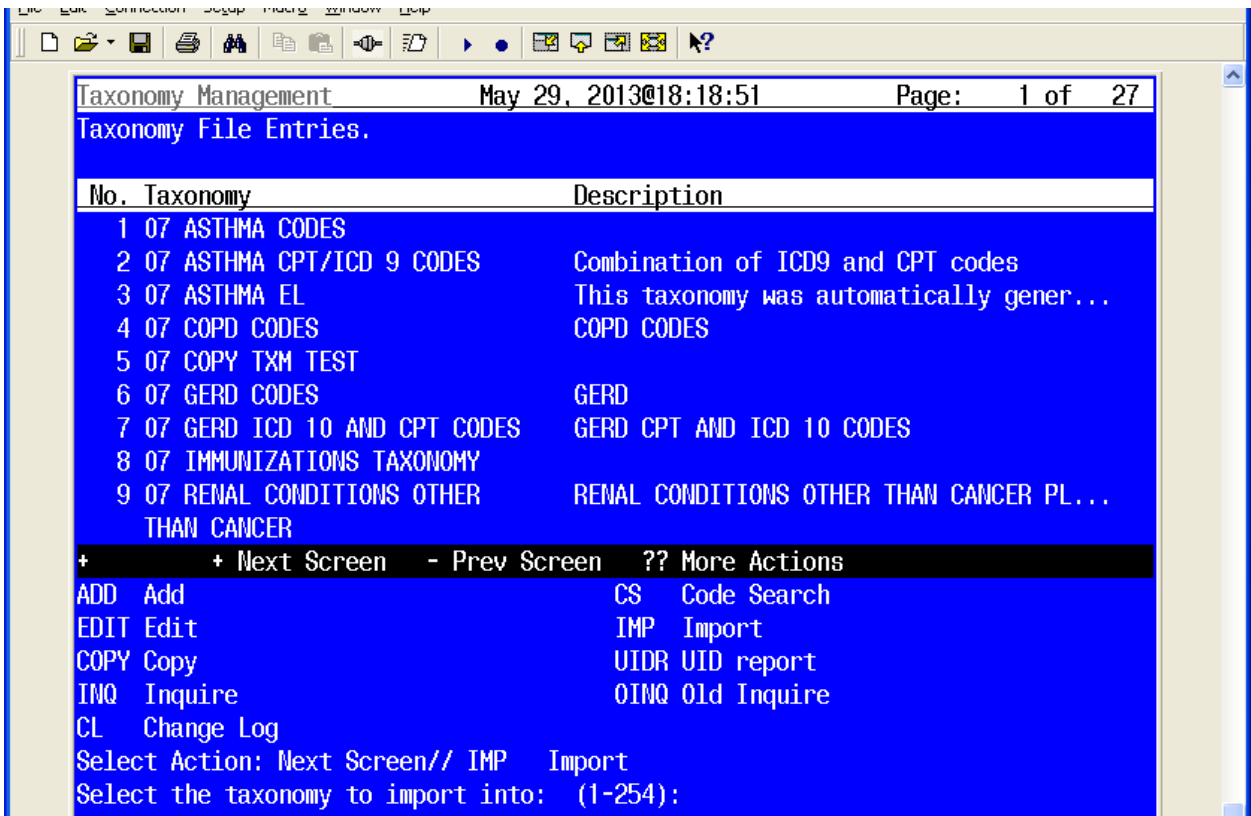 File Edit Connection Setup Macro Window Help
Taxonomy Management May 29, 2013@18:18:51 Page: 1 of 27
Taxonomy File Entries.
No. Taxonomy Description
1 07 ASTHMA CODES
2 07 ASTHMA CPT/ICD 9 CODES Combination of ICD9 and CPT codes
3 07 ASTHMA EL This taxonomy was automatically gener...
4 07 COPD CODES COPD CODES
5 07 COPY TXM TEST
6 07 GERD CODES GERD
7 07 GERD ICD 10 AND CPT CODES GERD CPT AND ICD 10 CODES
8 07 IMMUNIZATIONS TAXONOMY
9 07 RENAL CONDITIONS OTHER RENAL CONDITIONS OTHER THAN CANCER PL...
THAN CANCER
+ + Next Screen - Prev Screen ?? More Actions
ADD Add CS Code Search
EDIT Edit IMP Import
COPY Copy UIDR UID report
INQ Inquire OINQ Old Inquire
CL Change Log
Select Action: Next Screen// IMP Import
Select the taxonomy to import into: (1-254):